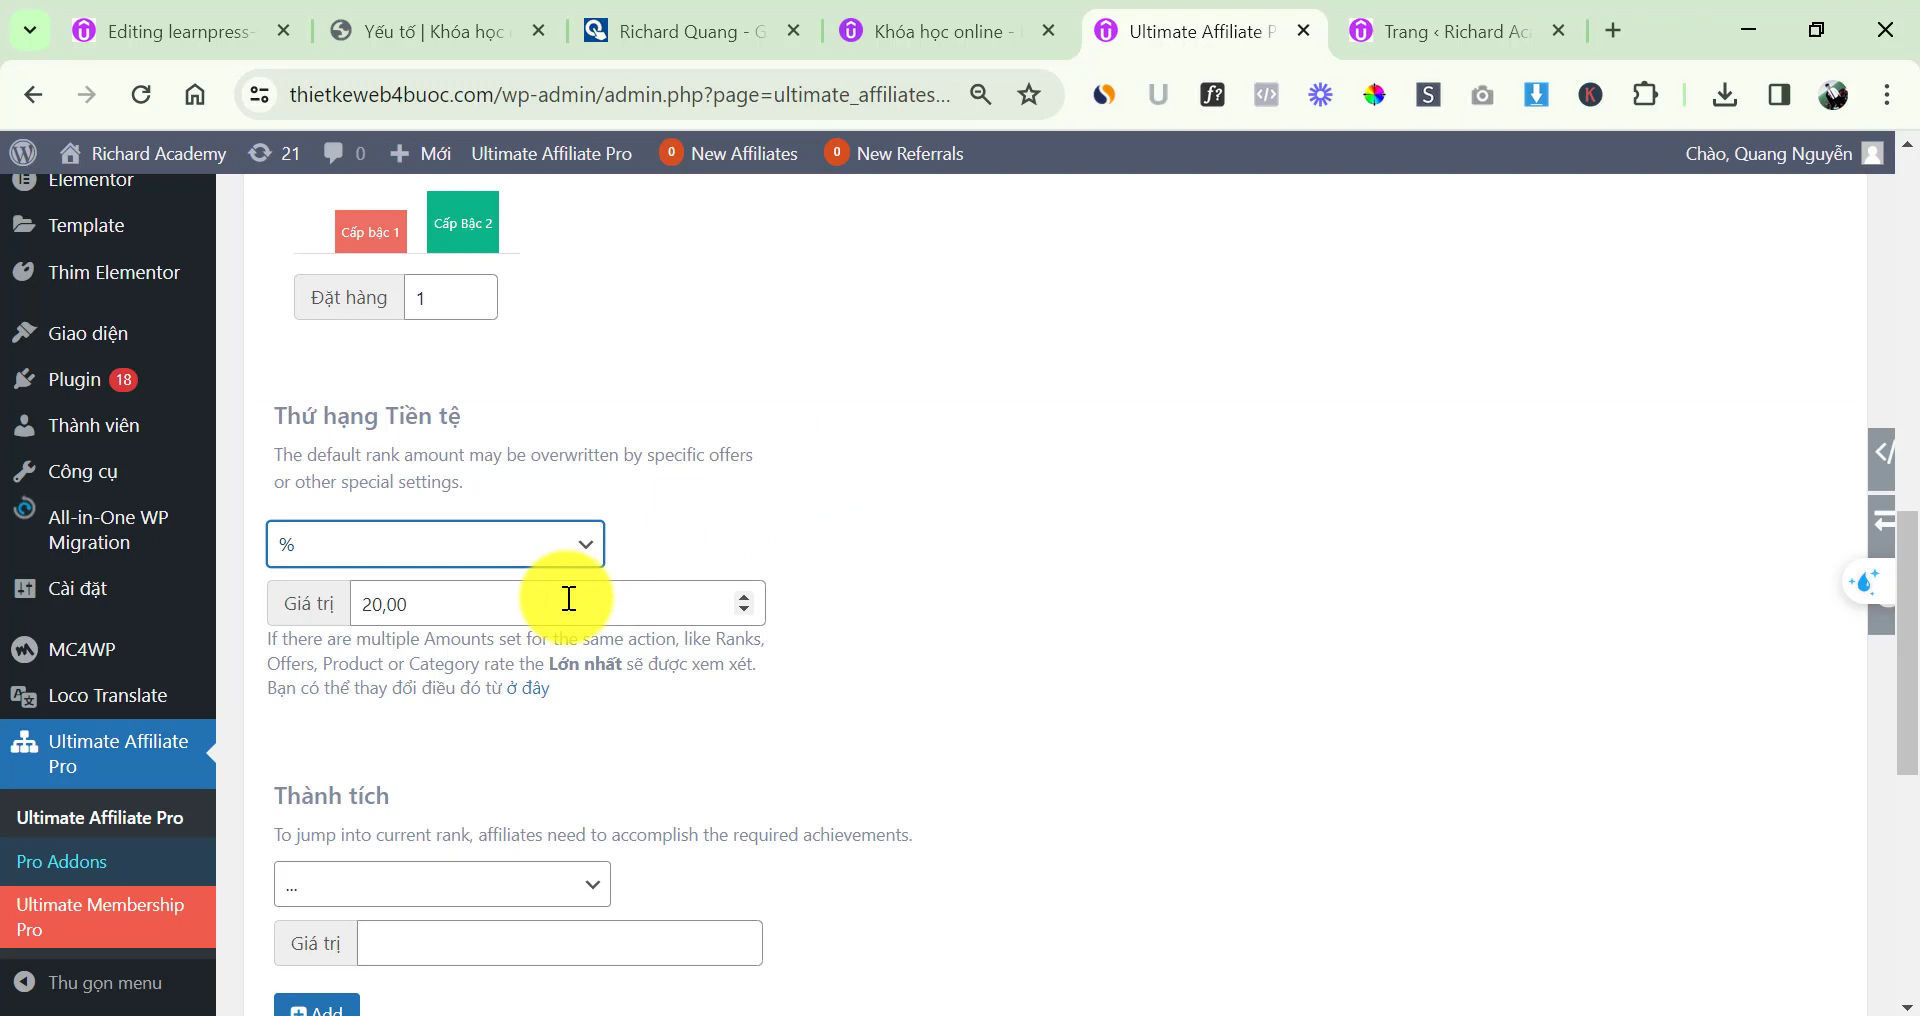 Editing learnpress-
Yếu tố | Khóa học
Richard Quang - G
Khóa học online -
Ultimate Affiliate P
Trang ‹ Richard Ac
thietkeweb4buoc.com/wp-admin/admin.php?page=ultimate_affiliates...
Richard Academy
21
0
Mới
Ultimate Affiliate Pro
0 New Affiliates
0 New Referrals
Chào, Quang Nguyễn
Elementor
Template
Thim Elementor
Giao diện
Plugin 18
Thành viên
Công cụ
All-in-One WP
Migration
Cài đặt
MC4WP
Loco Translate
Ultimate Affiliate
Pro
Ultimate Affiliate Pro
Pro Addons
Ultimate Membership
Pro
Thu gọn menu
Cấp bậc 1
Cấp Bậc 2
Đặt hàng 1
Thứ hạng Tiền tệ
The default rank amount may be overwritten by specific offers
or other special settings.
%
Giá trị 20,00
If there are multiple Amounts set for the same action, like Ranks,
Offers, Product or Category rate the Lớn nhất sẽ được xem xét.
Bạn có thể thay đổi điều đó từ ở đây
Thành tích
To jump into current rank, affiliates need to accomplish the required achievements.
...
Giá trị
Add